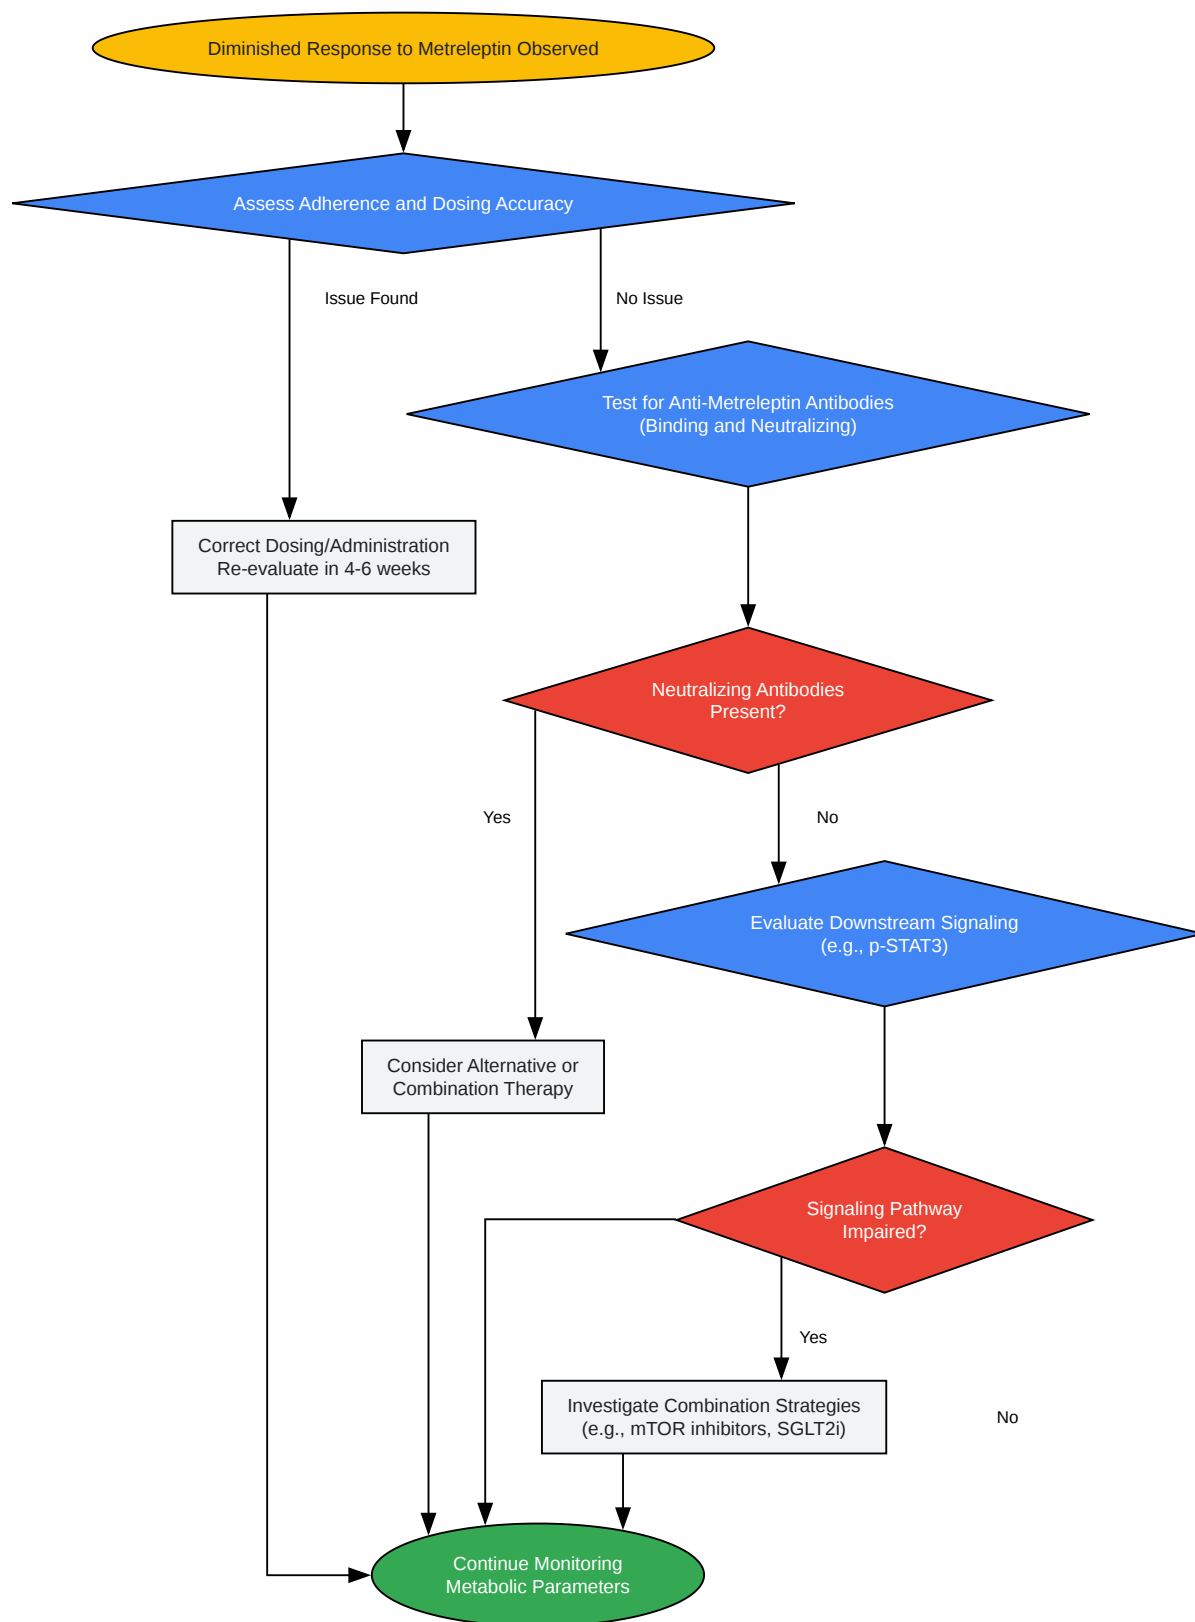 Diminished Response to Metreleptin Observed
Assess Adherence and Dosing Accuracy
Issue Found
No Issue
Test for Anti-Metreleptin Antibodies
(Binding and Neutralizing)
Correct Dosing/Administration
Re-evaluate in 4-6 weeks
Neutralizing Antibodies
Present?
Yes
No
Evaluate Downstream Signaling
(e.g., p-STAT3)
Consider Alternative or
Combination Therapy
Signaling Pathway
Impaired?
Yes
Investigate Combination Strategies
(e.g., mTOR inhibitors, SGLT2i)
No
Continue Monitoring
Metabolic Parameters